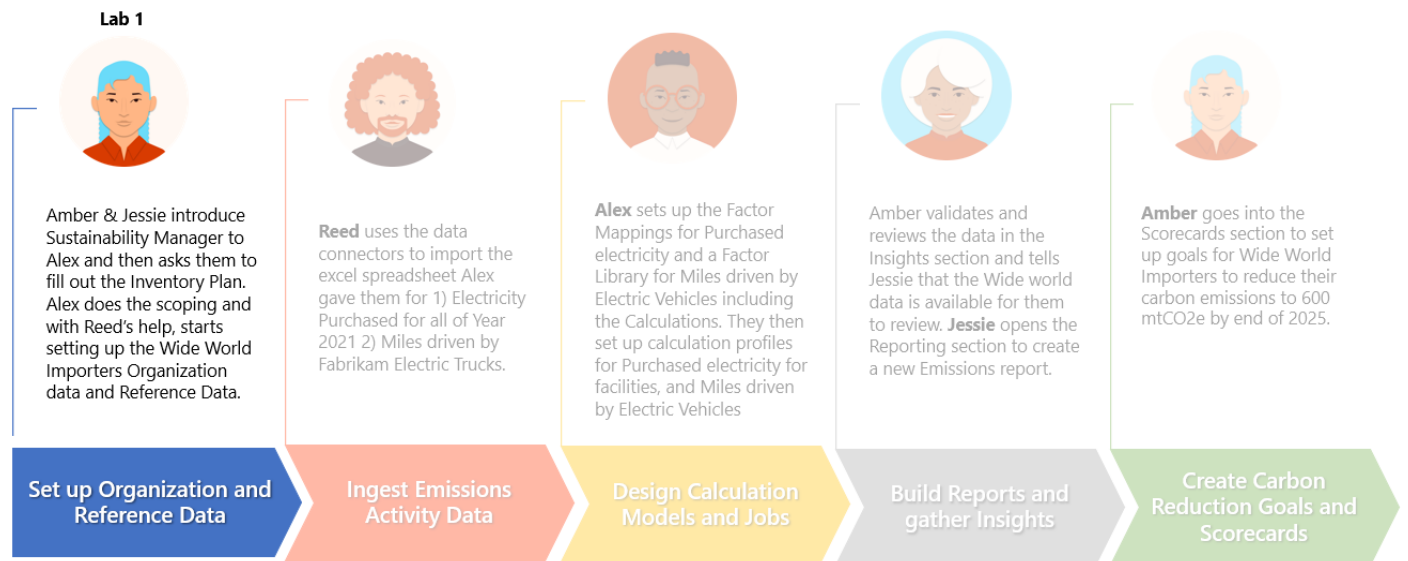 Lab 1
Amber & Jessie introduce
Sustainability Manager to
Alex and then asks them to
fill out the Inventory Plan.
Alex does the scoping and
with Reed's help, starts
setting up the Wide World
Importers Organization
data and Reference Data.
Set up Organization and
Reference Data
Reed uses the data
connectors to import the
excel spreadsheet Alex
gave them for 1) Electricity
Purchased for all of Year
2021 2) Miles driven by
Fabrikam Electric Trucks.
Ingest Emissions
Activity Data
Alex sets up the Factor
Mappings for Purchased
electricity and a Factor
Library for Miles driven by
Electric Vehicles including
the Calculations. They then
set up calculation profiles
for Purchased electricity for
facilities, and Miles driven
by Electric Vehicles
Design Calculation
Models and Jobs
Amber validates and
reviews the data in the
Insights section and tells
Jessie that the Wide world
data is available for them
to review. Jessie opens the
Reporting section to create
a new Emissions report.
Build Reports and
gather Insights
Amber goes into the
Scorecards section to set
up goals for Wide World
Importers to reduce their
carbon emissions to 600
mtCO2e by end of 2025.
Create Carbon
Reduction Goals and
Scorecards